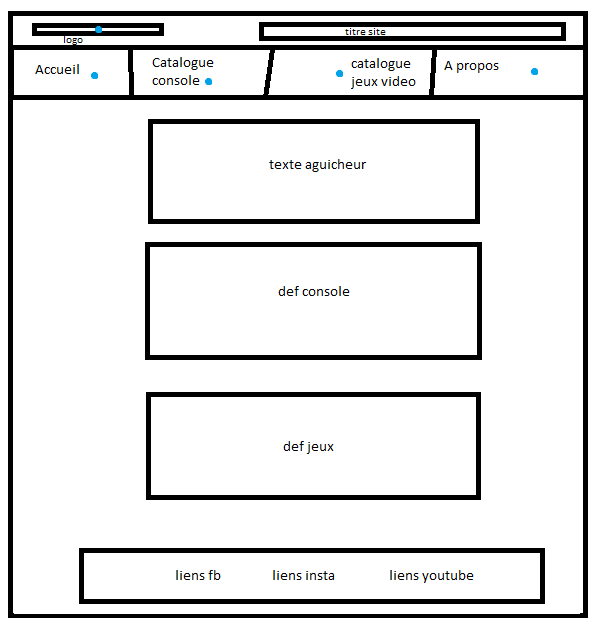 logo
titre site
Accueil
Catalogue
console
catalogue
jeux video
A propos
texte aguicheur
def console
def jeux
liens fb
liens insta
liens youtube